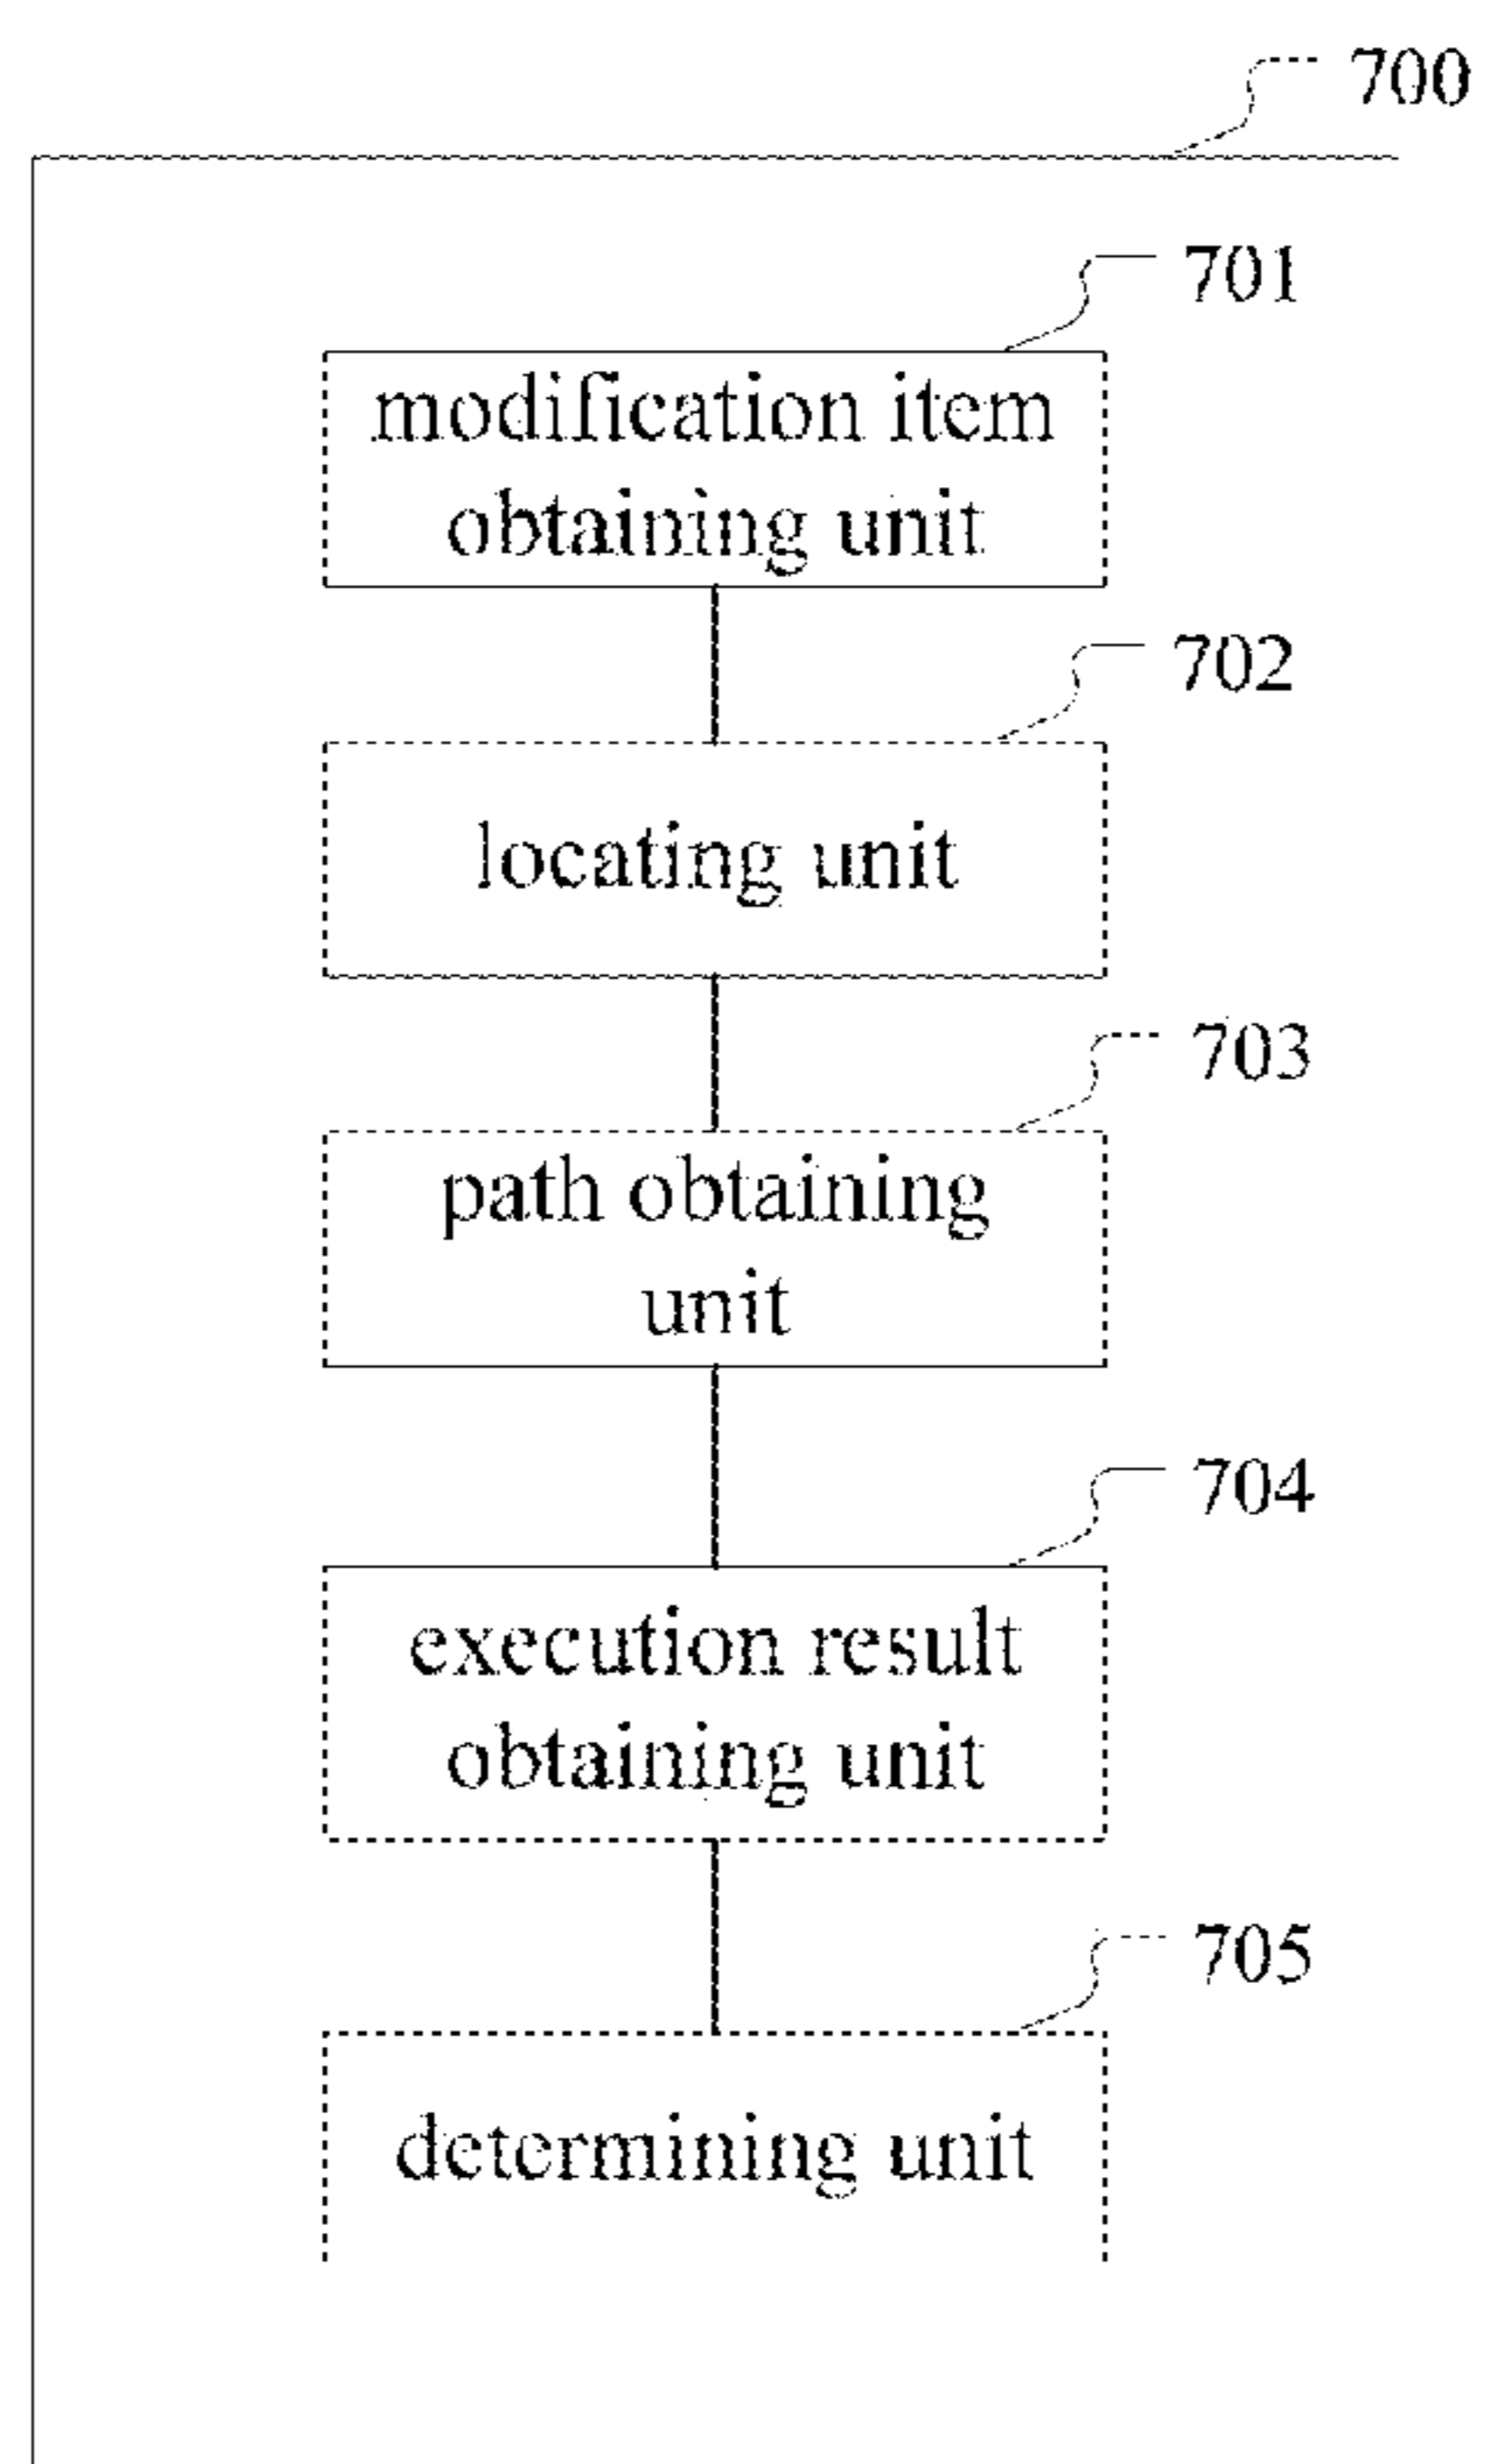 700
701
modification item
obtaining unit
702
locating unit
703
path obtaining
unit
704
execution result
obtaining unit
705
determining unit